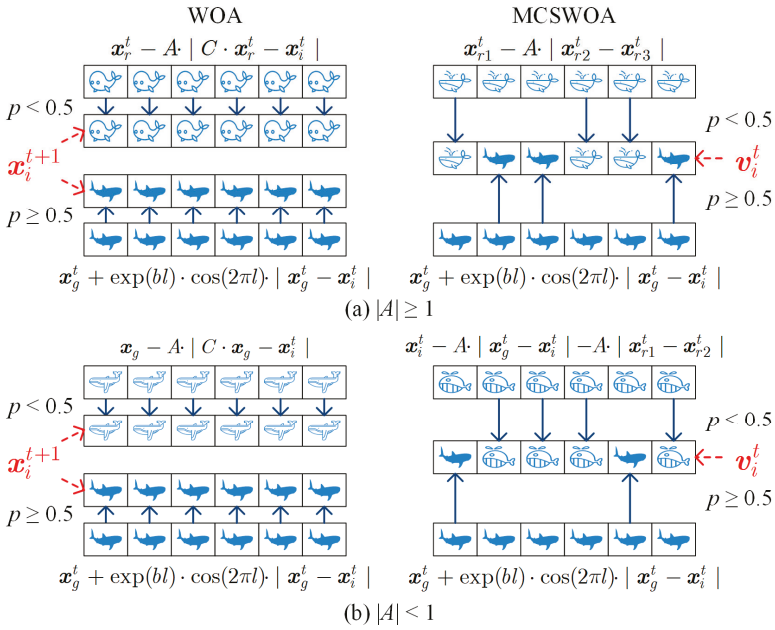 WOA
MCSWOA
x_r^t − A· | C · x_r^t − x_i^t |
x_{r1}^t − A· | x_{r2}^t − x_{r3}^t |
p < 0.5
p < 0.5
x_i^{t+1}
v_i^t
p ≥ 0.5
p ≥ 0.5
x_g^t + exp(bl) · cos(2πl)· | x_g^t − x_i^t |
x_g^t + exp(bl) · cos(2πl)· | x_g^t − x_i^t |
(a) |A| ≥ 1
x_g − A· | C · x_g − x_i^t |
x_i^t − A· | x_g^t − x_i^t | −A· | x_{r1}^t − x_{r2}^t |
p < 0.5
p < 0.5
x_i^{t+1}
v_i^t
p ≥ 0.5
p ≥ 0.5
x_g^t + exp(bl) · cos(2πl)· | x_g^t − x_i^t |
x_g^t + exp(bl) · cos(2πl)· | x_g^t − x_i^t |
(b) |A| < 1